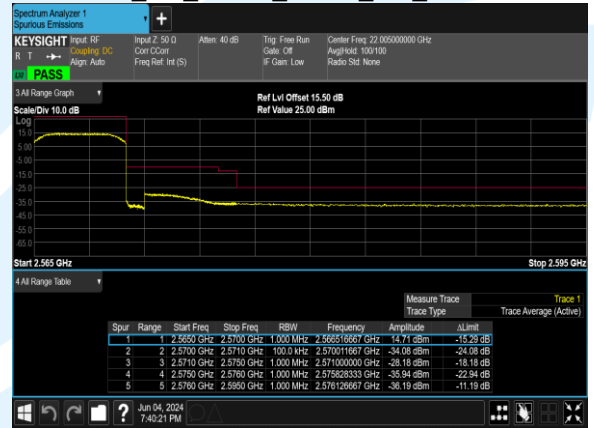 Spectrum Analyzer 1
Spurious Emissions
KEYSIGHT Input: RF Input Z: 50 Ω Atten: 40 dB Trig: Free Run Center Freq: 22.005000000 GHz
R T Coupling: DC Corr CCorr Gate: Off Avg|Hold: 100/100
Align: Auto Freq Ref: Int (S) IF Gain: Low Radio Std: None
PASS
3 All Range Graph
Ref Lvl Offset 15.50 dB
Scale/Div 10.0 dB Ref Value 25.00 dBm
Log
15.0
5.00
-5.00
-15.0
-25.0
-35.0
-45.0
-55.0
-65.0
Start 2.565 GHz Stop 2.595 GHz
4 All Range Table
Measure Trace Trace 1
Trace Type Trace Average (Active)
Spur Range Start Freq Stop Freq RBW Frequency Amplitude ΔLimit
1 1 2.5650 GHz 2.5700 GHz 1.000 MHz 2.566516667 GHz 14.71 dBm -15.29 dB
2 2 2.5700 GHz 2.5710 GHz 100.0 kHz 2.570011667 GHz -34.08 dBm -24.08 dB
3 3 2.5710 GHz 2.5750 GHz 1.000 MHz 2.571000000 GHz -28.18 dBm -18.18 dB
4 4 2.5750 GHz 2.5760 GHz 1.000 MHz 2.575828333 GHz -35.94 dBm -22.94 dB
5 5 2.5760 GHz 2.5950 GHz 1.000 MHz 2.576126667 GHz -36.19 dBm -11.19 dB
? Jun 04, 2024
7:40:21 PM